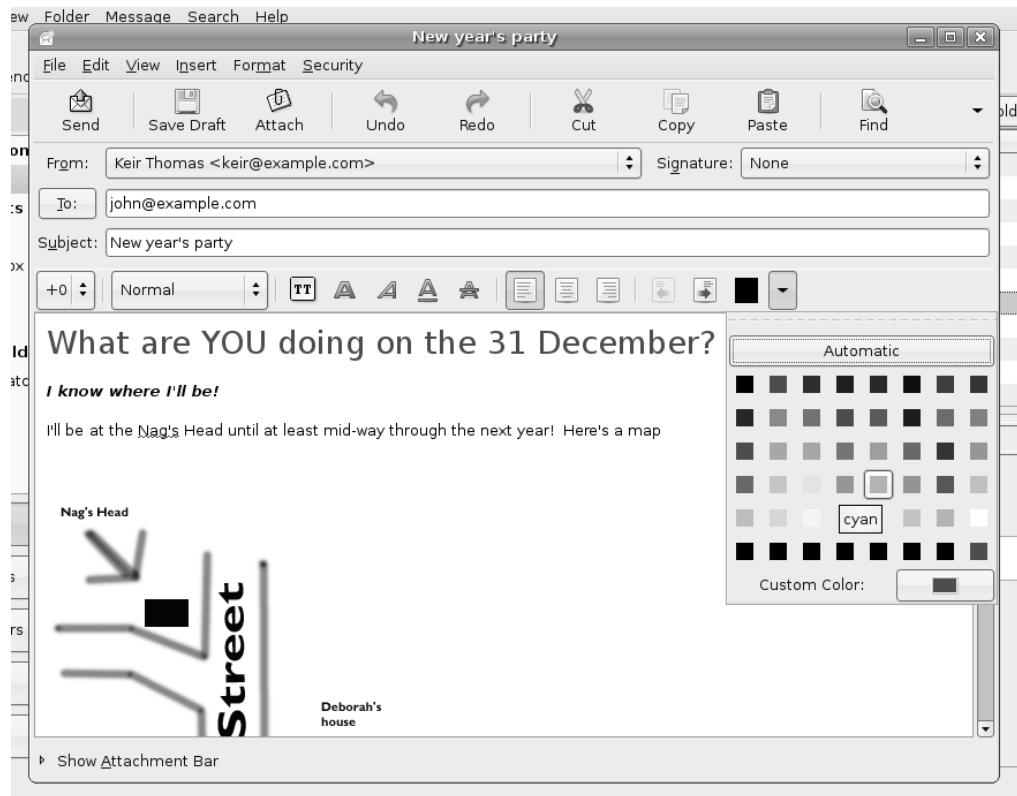 ew Folder Message Search Help
New year's party
File Edit View Insert Format Security
Send Save Draft Attach Undo Redo Cut Copy Paste Find
From: Keir Thomas <keir@example.com> Signature: None
To: john@example.com
Subject: New year's party
+0 Normal TT A A A A
What are YOU doing on the 31 December?
Automatic
I know where I'll be!
I'll be at the Nag's Head until at least mid-way through the next year! Here's a map
Nag's Head
cyan
Custom Color:
Street
Deborah's
house
Show Attachment Bar